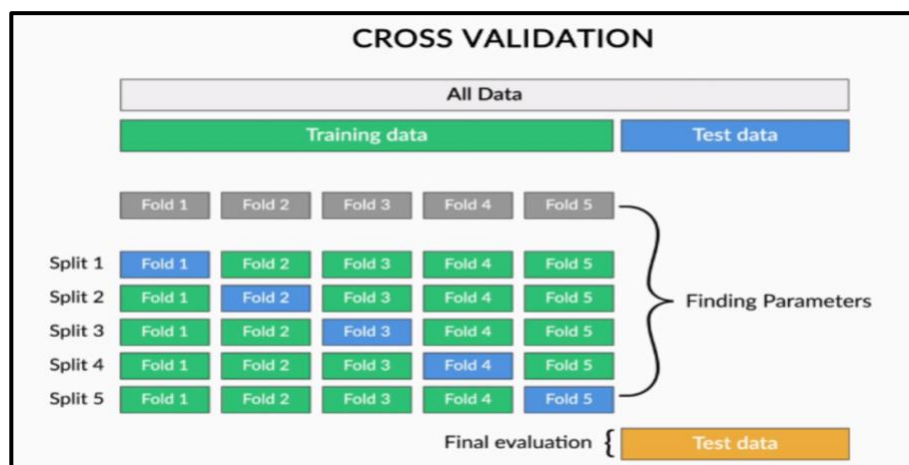 CROSS VALIDATION
All Data
Training data Test data
Fold 1 Fold 2 Fold 3 Fold 4 Fold 5
Split 1 Fold 1 Fold 2 Fold 3 Fold 4 Fold 5
Split 2 Fold 1 Fold 2 Fold 3 Fold 4 Fold 5
Finding Parameters
Split 3 Fold 1 Fold 2 Fold 3 Fold 4 Fold 5
Split 4 Fold 1 Fold 2 Fold 3 Fold 4 Fold 5
Split 5 Fold 1 Fold 2 Fold 3 Fold 4 Fold 5
Final evaluation { Test data